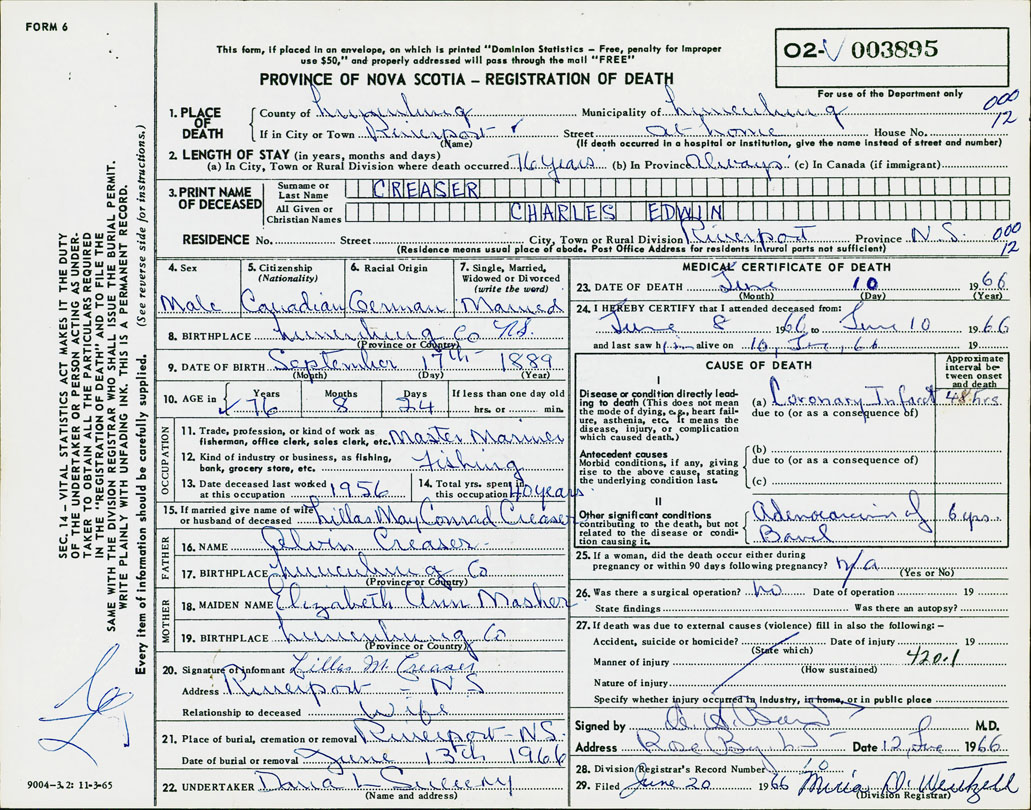 FORM 6
This form, if placed in an envelope, on which is printed "Dominion Statistics – Free, penalty for improper
use $50," and properly addressed will pass through the mail "FREE"
O2-V 003895
PROVINCE OF NOVA SCOTIA – REGISTRATION OF DEATH
For use of the Department only
000
12
1. PLACE OF DEATH
County of Lunenburg Municipality of Lunenburg
If in City or Town Riverport Street at home House No.
(Name) (If death occurred in a hospital or institution, give the name instead of street and number)
2. LENGTH OF STAY (in years, months and days)
(a) In City, Town or Rural Division where death occurred 76 years (b) In Province Always (c) In Canada (if immigrant)
3. PRINT NAME OF DECEASED
Surname or Last Name CREASER
All Given or Christian Names CHARLES EDWIN
RESIDENCE No. Street City, Town or Rural Division Riverport Province N.S. 000
12
(Residence means usual place of abode. Post Office Address for residents in rural parts not sufficient)
4. Sex 5. Citizenship (Nationality) 6. Racial Origin 7. Single, Married, Widowed or Divorced (write the word)
Male Canadian German Married
8. BIRTHPLACE Lunenburg Co NS
(Province or Country)
9. DATE OF BIRTH September 17th 1889
(Month) (Day) (Year)
10. AGE in Years Months Days If less than one day old
76 8 24 hrs. or min.
OCCUPATION
11. Trade, profession, or kind of work as
fisherman, office clerk, sales clerk, etc. Master Mariner
12. Kind of industry or business, as fishing,
bank, grocery store, etc. Fishing
13. Date deceased last worked at this occupation 1956 14. Total yrs. spent in this occupation 40 years
15. If married give name of wife
or husband of deceased Lillas May Conrad Creaser
FATHER
16. NAME Alvin Creaser
17. BIRTHPLACE Lunenburg Co
(Province or Country)
MOTHER
18. MAIDEN NAME Elizabeth Ann Mosher
19. BIRTHPLACE Lunenburg Co
(Province or Country)
20. Signature of informant Lillas M. Creaser
Address Riverport – NS
Relationship to deceased Wife
21. Place of burial, cremation or removal Riverport – NS.
Date of burial or removal June 13th 1966
22. UNDERTAKER
(Name and address)
MEDICAL CERTIFICATE OF DEATH
23. DATE OF DEATH June 10 1966
(Month) (Day) (Year)
24. I HEREBY CERTIFY that I attended deceased from:
June 8 1966 to June 10 1966
and last saw him alive on 10, June, 66 19
CAUSE OF DEATH
Approximate interval between onset and death
I
Disease or condition directly leading to death (This does not mean the mode of dying, e.g., heart failure, asthenia, etc. It means the disease, injury, or complication which caused death.)
(a) Coronary Infarct 48 hrs
due to (or as a consequence of)
Antecedent causes
Morbid conditions, if any, giving rise to the above cause, stating the underlying condition last.
(b)
due to (or as a consequence of)
(c)
II
Other significant conditions
contributing to the death, but not related to the disease or condition causing it.
Adenocarcinoma of 6 yrs.
Bowel
25. If a woman, did the death occur either during
pregnancy or within 90 days following pregnancy? n/a
(Yes or No)
26. Was there a surgical operation? no Date of operation 19
State findings Was there an autopsy?
27. If death was due to external causes (violence) fill in also the following: –
Accident, suicide or homicide? Date of injury 19
(State which)
Manner of injury 420.1
(How sustained)
Nature of injury
Specify whether injury occurred in industry, in home, or in public place
Signed by M.D.
Address Rose Bay Date 12 June 1966
28. Division Registrar's Record Number 10
29. Filed June 20 1966
(Division Registrar)
SEC. 14 – VITAL STATISTICS ACT MAKES IT THE DUTY
OF THE UNDERTAKER OR PERSON ACTING AS UNDER-
TAKER TO OBTAIN ALL THE PARTICULARS REQUIRED
IN THE "REGISTRATION OF DEATH" AND TO FILE THE
SAME WITH THE DIVISION REGISTRAR WHO SHALL ISSUE THE BURIAL PERMIT.
WRITE PLAINLY WITH UNFADING INK. THIS IS A PERMANENT RECORD.
Every item of information should be carefully supplied. (See reverse side for instructions.)
9004-3.2: 11-3-65